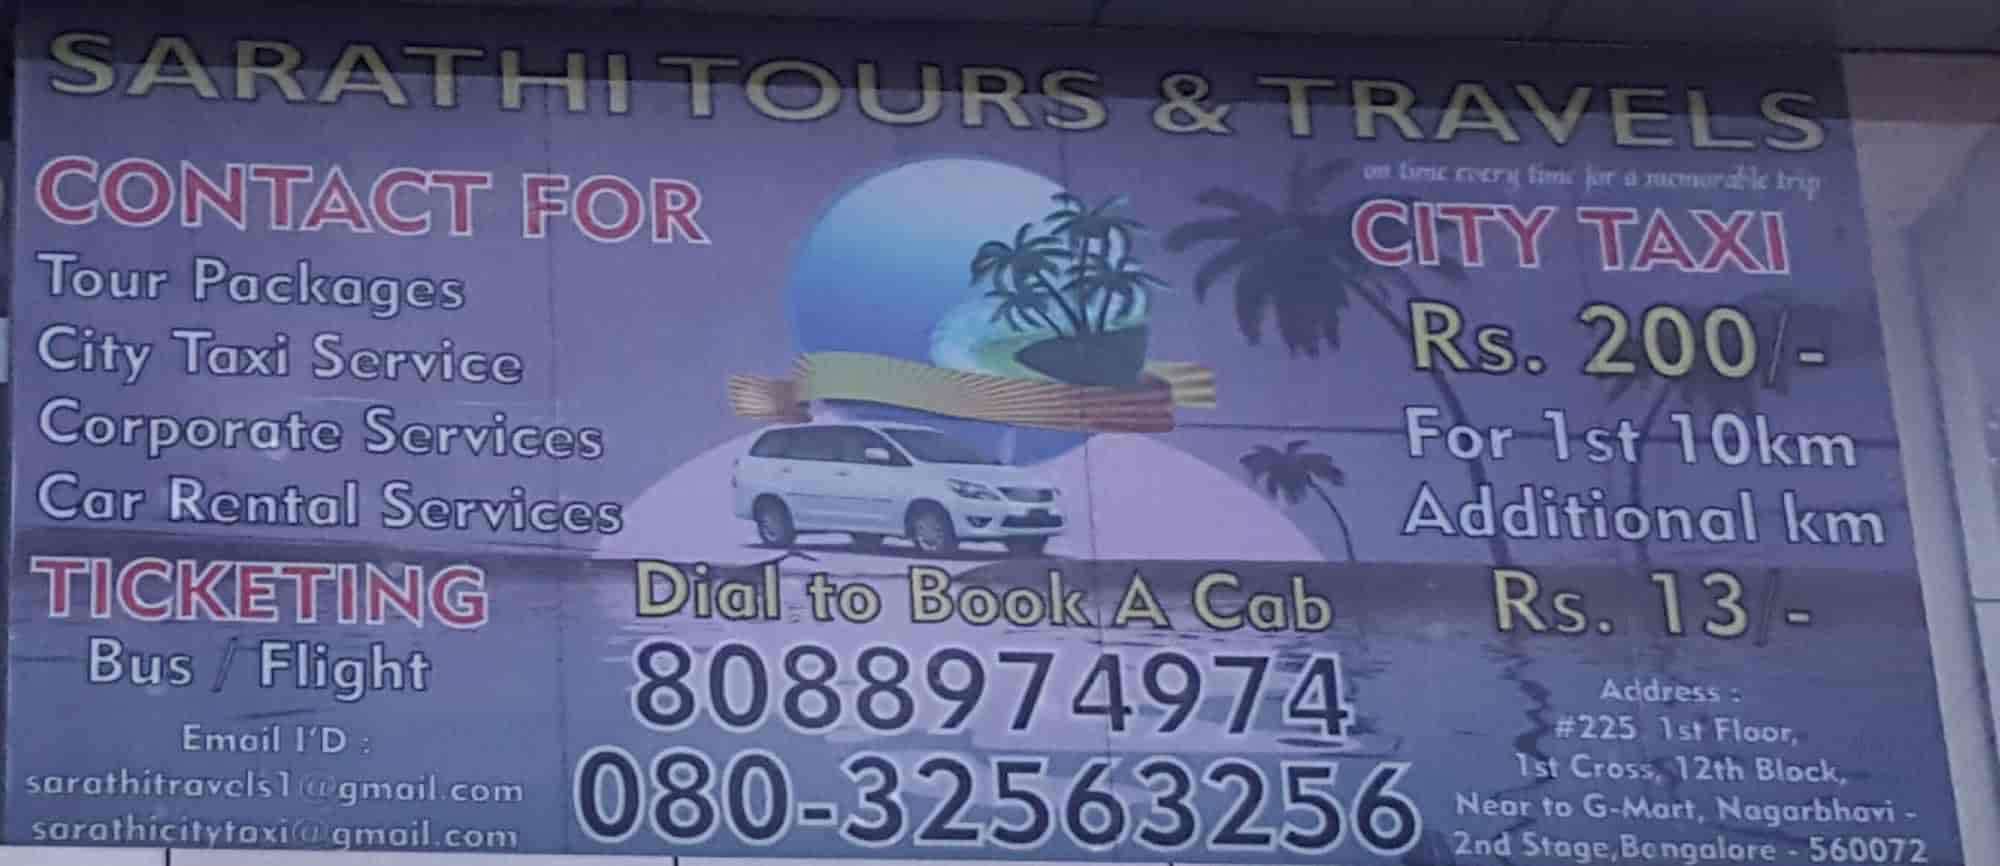 SARATHI TOURS & TRAVELS
on time every time for a memorable trip
CONTACT FOR
Tour Packages
City Taxi Service
Corporate Services
Car Rental Services
TICKETING
Bus / Flight
Email I'D :
sarathitravels1@gmail.com
sarathicitytaxi@gmail.com
Dial to Book A Cab
8088974974
080-32563256
CITY TAXI
Rs. 200/-
For 1st 10km
Additional km
Rs. 13/-
Address :
#225, 1st Floor,
1st Cross, 12th Block,
Near to G-Mart, Nagarbhavi -
2nd Stage,Bangalore - 560072